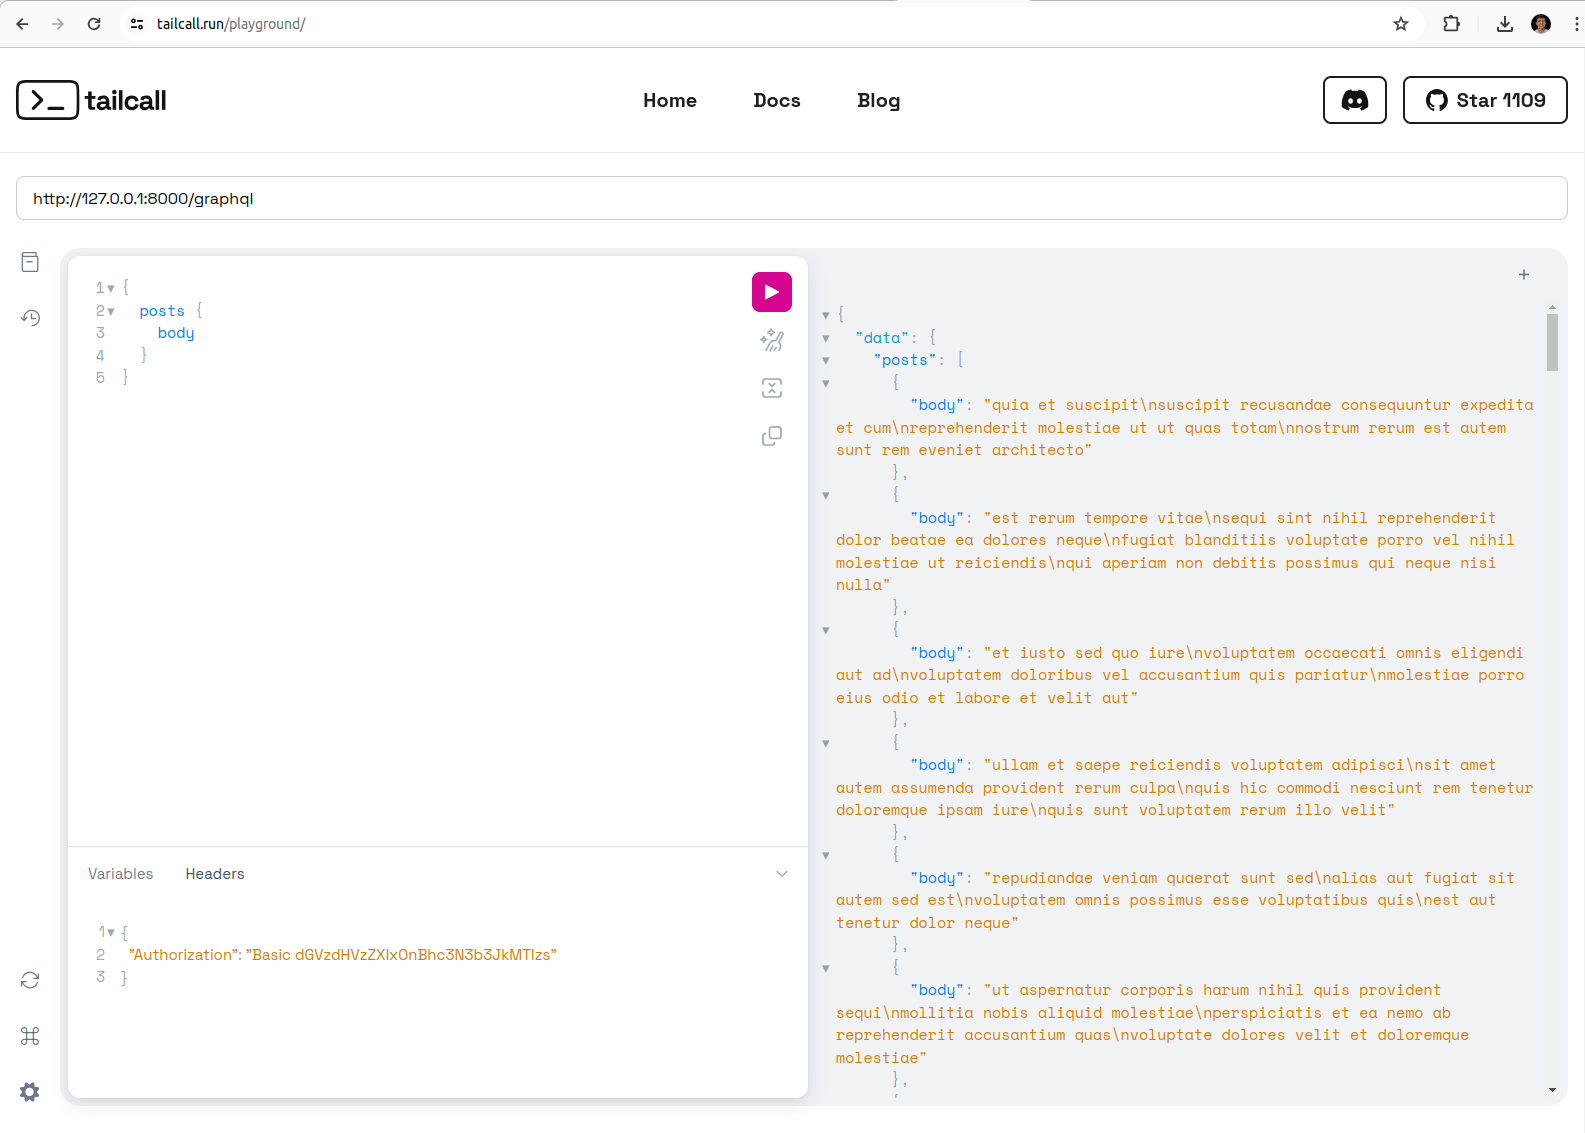 tailcall.run/playground/
tailcall
Home
Docs
Blog
Star 1109
http://127.0.0.1:8000/graphql
1 {
2 posts {
3 body
4 }
5 }
Variables
Headers
1 {
2 "Authorization": "Basic dGVzdHVzZXIxOnBhc3N3b3JkMTIzs"
3 }
+
{
"data": {
"posts": [
{
"body": "quia et suscipit\nsuscipit recusandae consequuntur expedita
et cum\nreprehenderit molestiae ut ut quas totam\nnostrum rerum est autem
sunt rem eveniet architecto"
},
{
"body": "est rerum tempore vitae\nsequi sint nihil reprehenderit
dolor beatae ea dolores neque\nfugiat blanditiis voluptate porro vel nihil
molestiae ut reiciendis\nqui aperiam non debitis possimus qui neque nisi
nulla"
},
{
"body": "et iusto sed quo iure\nvoluptatem occaecati omnis eligendi
aut ad\nvoluptatem doloribus vel accusantium quis pariatur\nmolestiae porro
eius odio et labore et velit aut"
},
{
"body": "ullam et saepe reiciendis voluptatem adipisci\nsit amet
autem assumenda provident rerum culpa\nquis hic commodi nesciunt rem tenetur
doloremque ipsam iure\nquis sunt voluptatem rerum illo velit"
},
{
"body": "repudiandae veniam quaerat sunt sed\nalias aut fugiat sit
autem sed est\nvoluptatem omnis possimus esse voluptatibus quis\nest aut
tenetur dolor neque"
},
{
"body": "ut aspernatur corporis harum nihil quis provident
sequi\nmollitia nobis aliquid molestiae\nperspiciatis et ea nemo ab
reprehenderit accusantium quas\nvoluptate dolores velit et doloremque
molestiae"
},